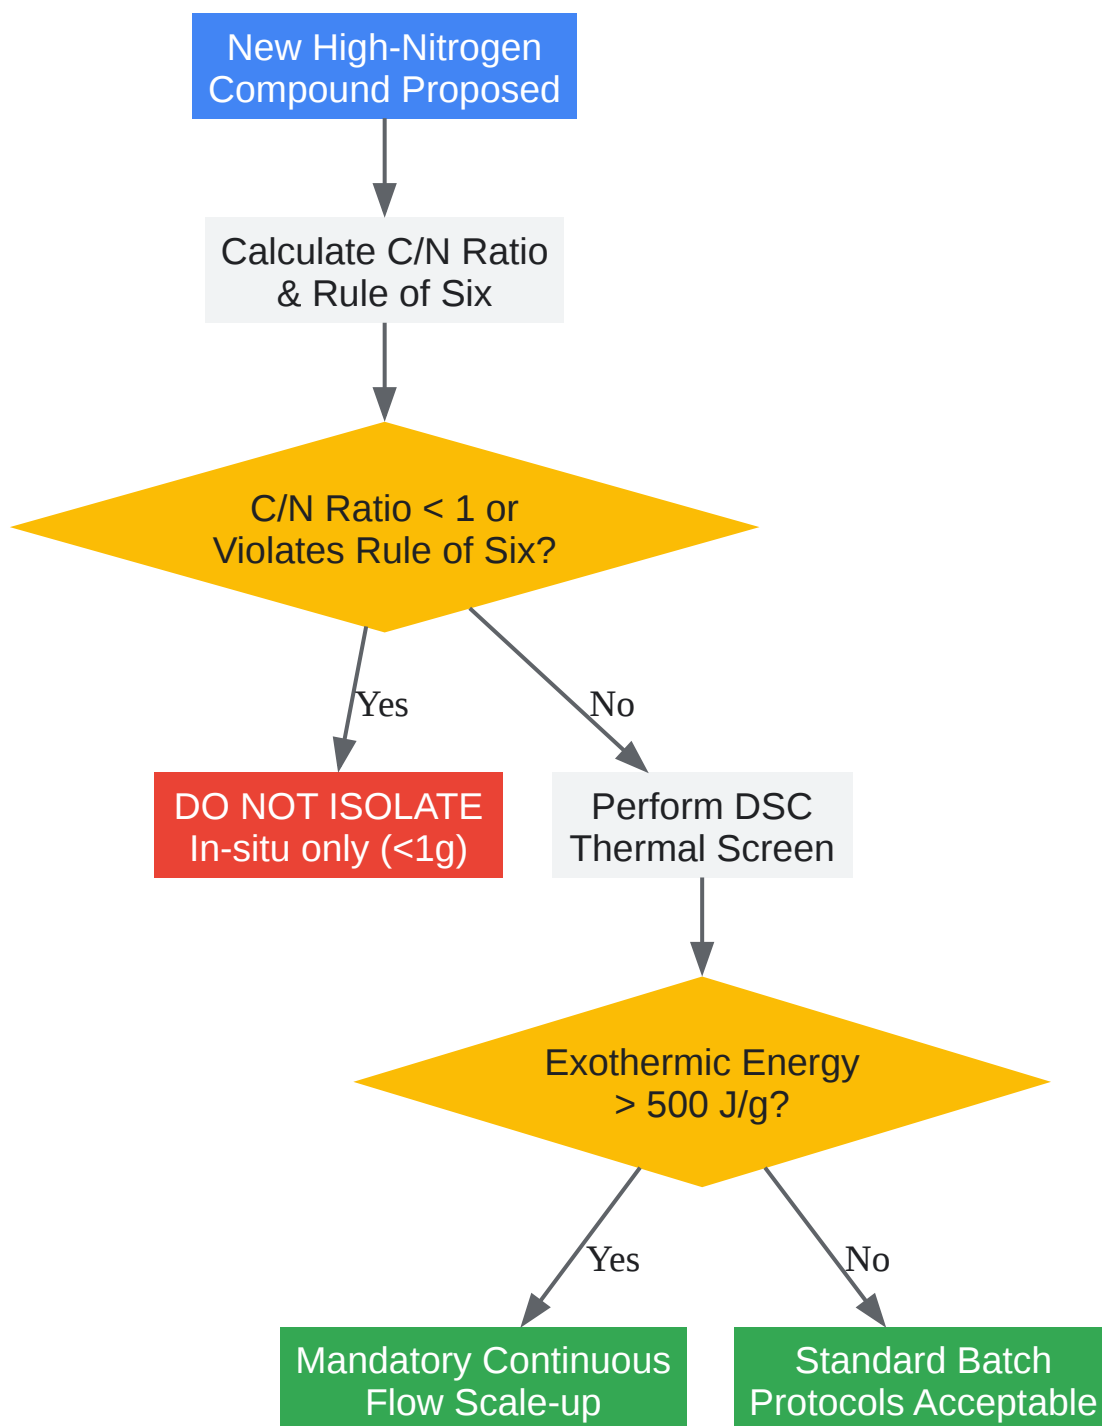 New High-Nitrogen
Compound Proposed
Calculate C/N Ratio
& Rule of Six
C/N Ratio < 1 or
Violates Rule of Six?
Yes
No
DO NOT ISOLATE
In-situ only (<1g)
Perform DSC
Thermal Screen
Exothermic Energy
> 500 J/g?
Yes
No
Mandatory Continuous
Flow Scale-up
Standard Batch
Protocols Acceptable